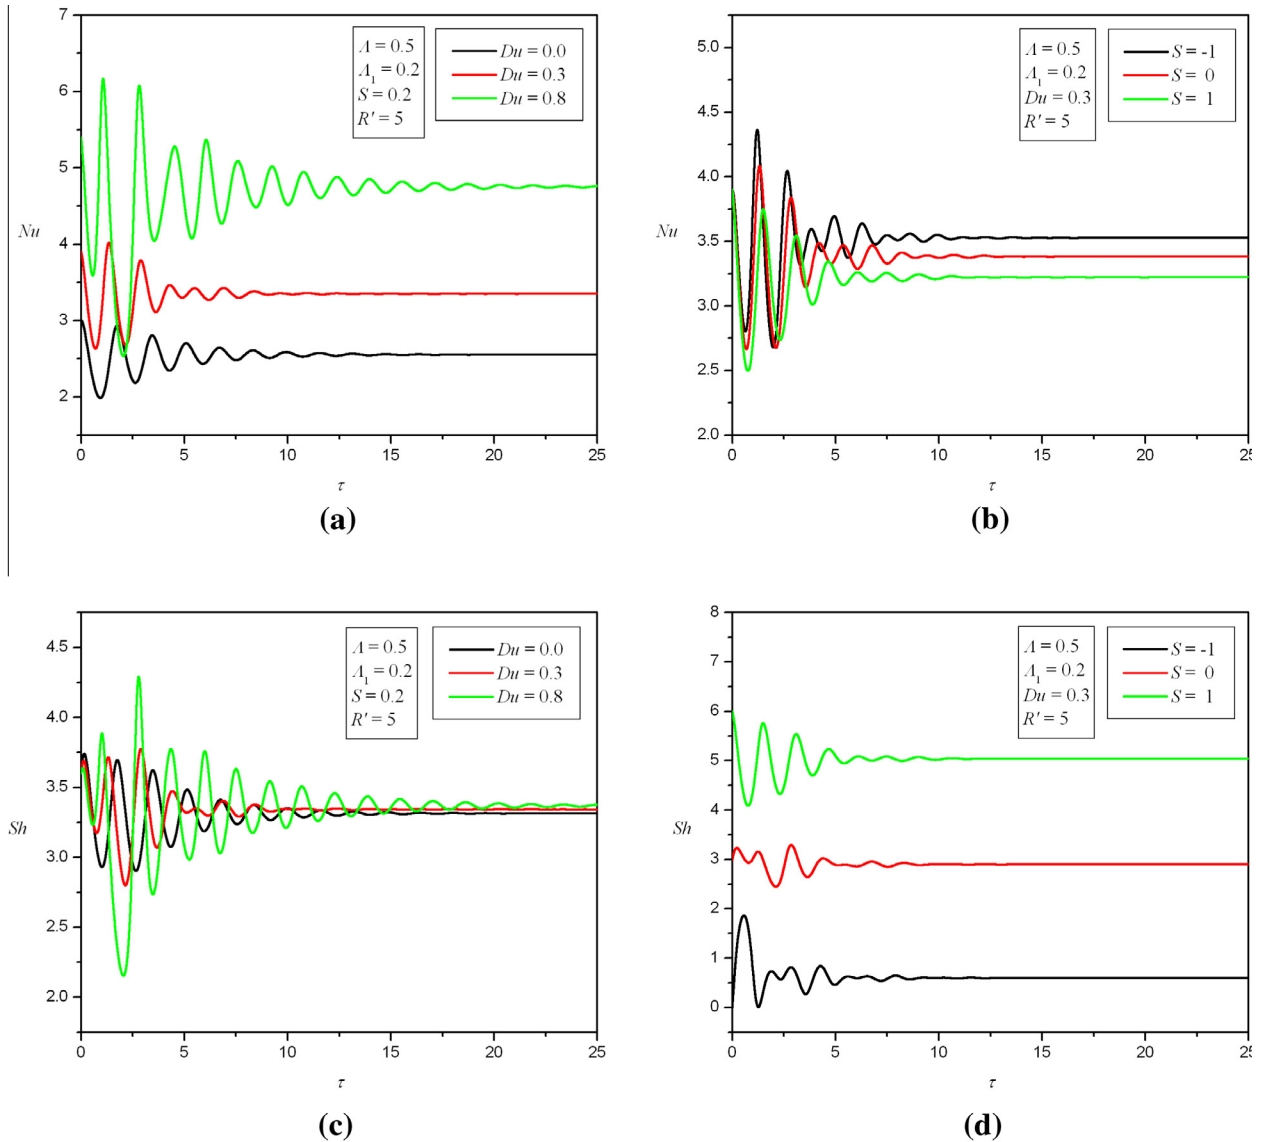 7
6
5
4
3
2
Nu
Λ = 0.5
Λ₁ = 0.2
S = 0.2
R' = 5
Du = 0.0
Du = 0.3
Du = 0.8
0 5 10 15 20 25
τ
(a)
5.0
4.5
4.0
3.5
3.0
2.5
2.0
Nu
Λ = 0.5
Λ₁ = 0.2
Du = 0.3
R' = 5
S = -1
S = 0
S = 1
0 5 10 15 20 25
τ
(b)
4.5
4.0
3.5
3.0
2.5
2.0
Sh
Λ = 0.5
Λ₁ = 0.2
S = 0.2
R' = 5
Du = 0.0
Du = 0.3
Du = 0.8
0 5 10 15 20 25
τ
(c)
8
7
6
5
4
3
2
1
0
Sh
Λ = 0.5
Λ₁ = 0.2
Du = 0.3
R' = 5
S = -1
S = 0
S = 1
0 5 10 15 20 25
τ
(d)